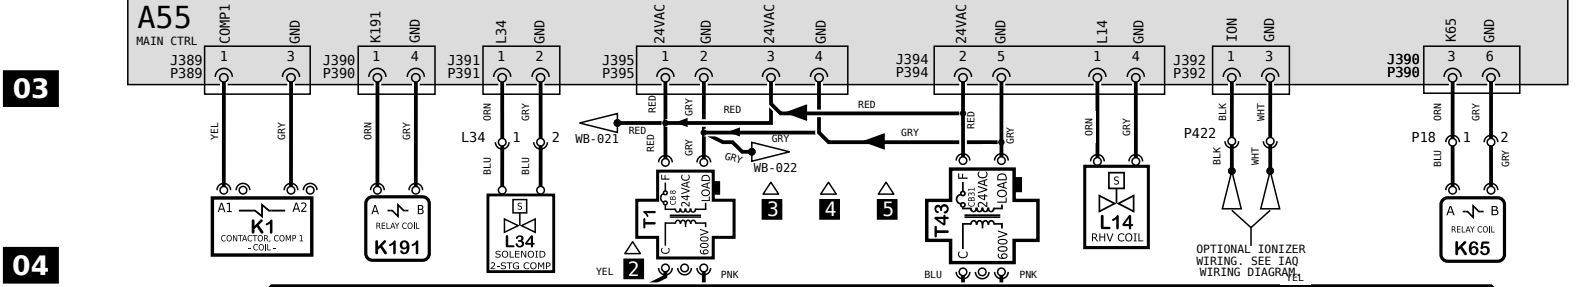 A55
MAIN CTRL
COMP1 GND K191 GND L34 GND 24VAC GND 24VAC GND 24VAC GND L14 GND ION GND K65 GND
J389 1 3 J390 1 4 J391 1 2 J395 1 2 3 4 J394 2 5 1 4 J392 1 3 J390 3 6
P389 P390 P391 P395 P394 P392 P390
03
YEL GRY ORN GRY ORN GRY RED GRY RED RED RED GRY BLK WHT ORN GRY
WB-021 RED RED GRY GRY GRY GRY
L34 1 2
BLU BLU
WB-022
P422
BLK WHT
P18 1 2
BLU GRY
A1 A2
K1
CONTACTOR, COMP 1
- COIL -
A B
RELAY COIL
K191
S
L34
SOLENOID
2-STG COMP
T1
F
CB8
24VAC
LOAD
C
600V
2
3
4
5
T43
F
CB31
24VAC
LOAD
C
600V
S
L14
RHV COIL
OPTIONAL IONIZER
WIRING. SEE IAQ
WIRING DIAGRAM.
A B
RELAY COIL
K65
04
YEL PNK BLU PNK YEL